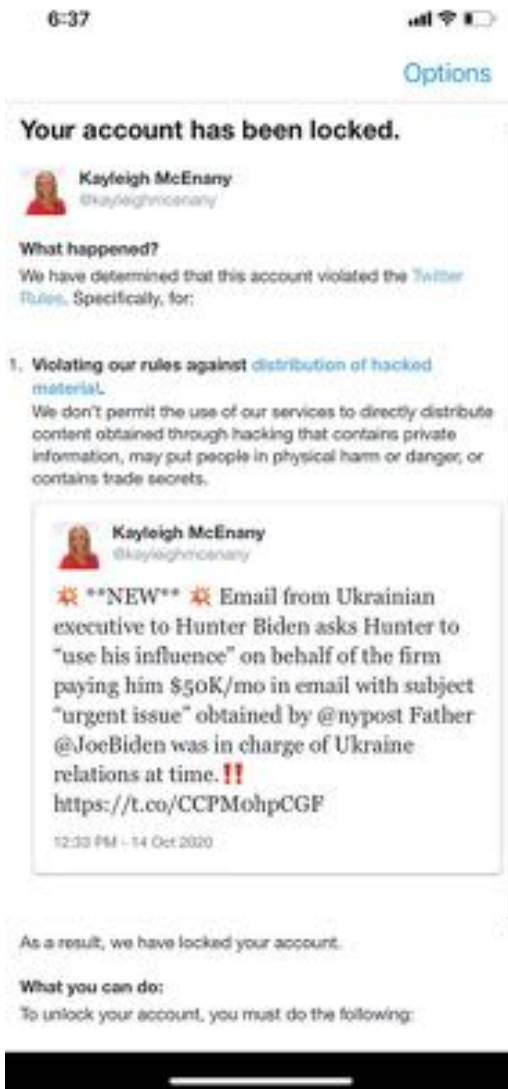 6:37
Options
Your account has been locked.
Kayleigh McEnany
@kayleighmcenany
What happened?
We have determined that this account violated the Twitter
Rules. Specifically, for:
1. Violating our rules against distribution of hacked
material.
We don't permit the use of our services to directly distribute
content obtained through hacking that contains private
information, may put people in physical harm or danger, or
contains trade secrets.
Kayleigh McEnany
@kayleighmcenany
💥 **NEW** 💥 Email from Ukrainian
executive to Hunter Biden asks Hunter to
“use his influence” on behalf of the firm
paying him $50K/mo in email with subject
“urgent issue” obtained by @nypost Father
@JoeBiden was in charge of Ukraine
relations at time.‼️
https://t.co/CCPMohpCGF
12:33 PM - 14 Oct 2020
As a result, we have locked your account.
What you can do:
To unlock your account, you must do the following: